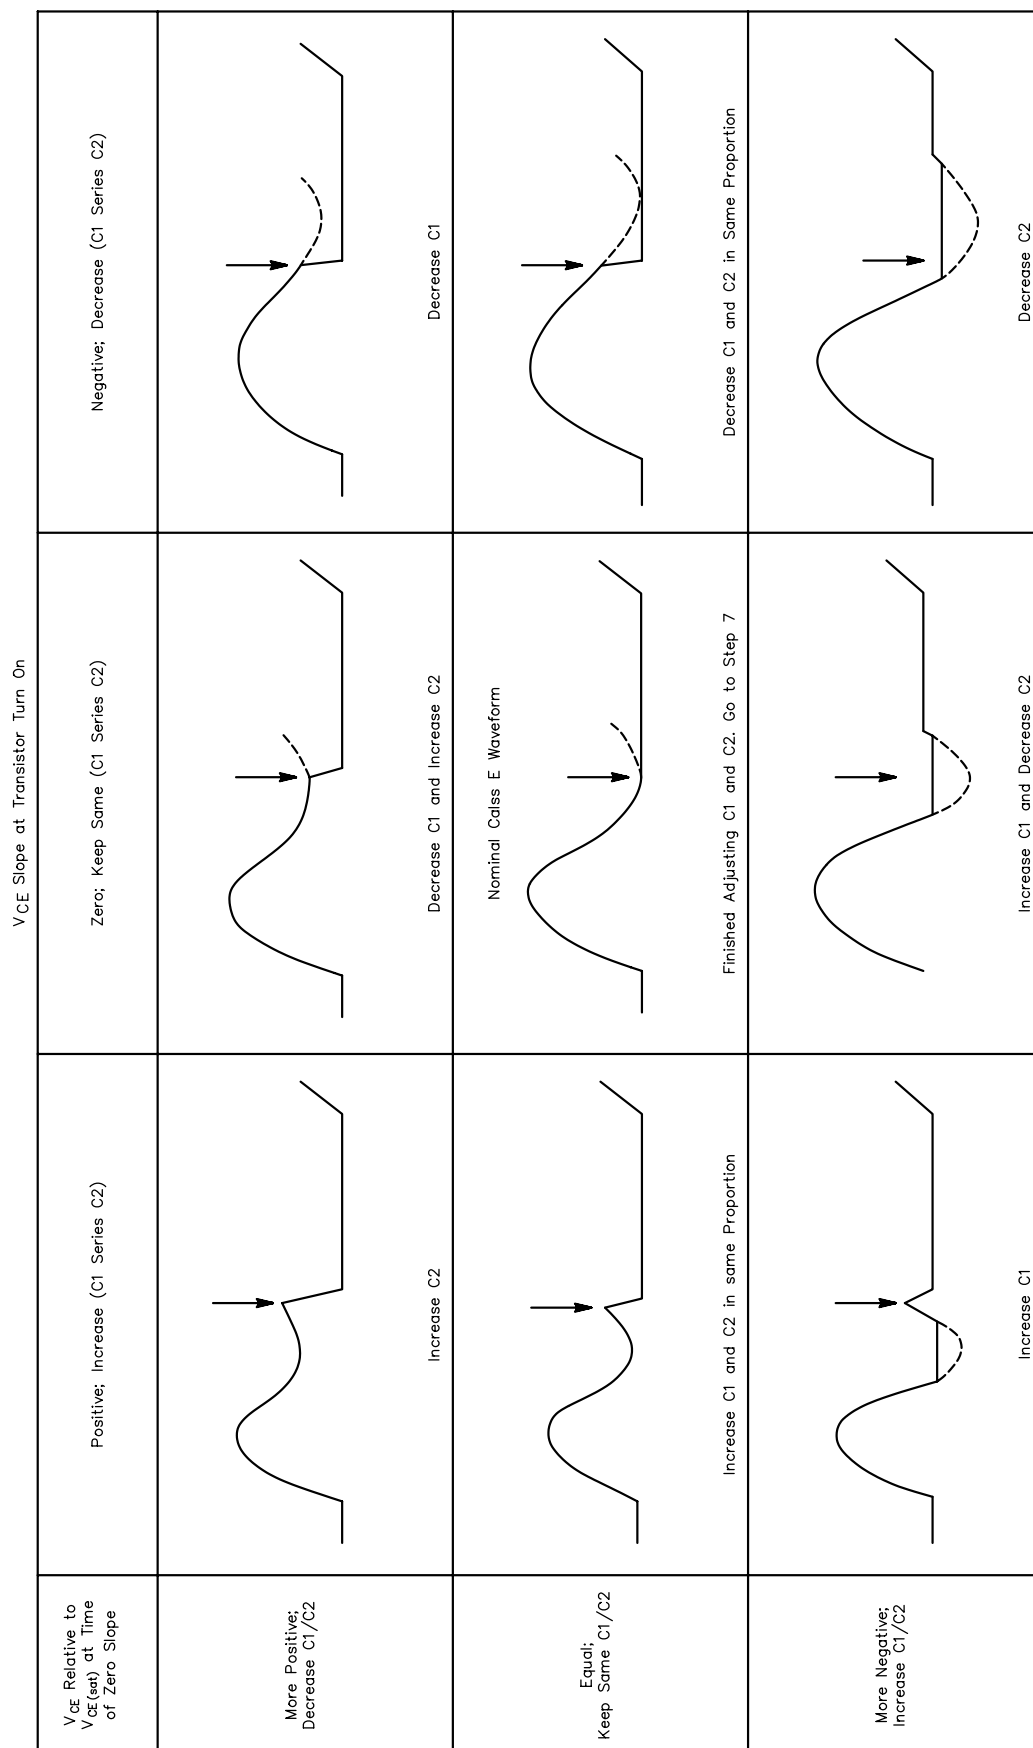 V CE Slope at Transistor Turn On
VCE Relative to
VCE(sat) at Time
of Zero Slope
Positive; Increase (C1 Series C2)
Zero; Keep Same (C1 Series C2)
Negative; Decrease (C1 Series C2)
More Positive;
Decrease C1/C2
Increase C2
Decrease C1 and Increase C2
Decrease C1
Equal;
Keep Same C1/C2
Increase C1 and C2 in same Proportion
Nominal Calss E Waveform
Finished Adjusting C1 and C2. Go to Step 7
Decrease C1 and C2 in Same Proportion
More Negative;
Increase C1/C2
Increase C1
Increase C1 and Decrease C2
Decrease C2